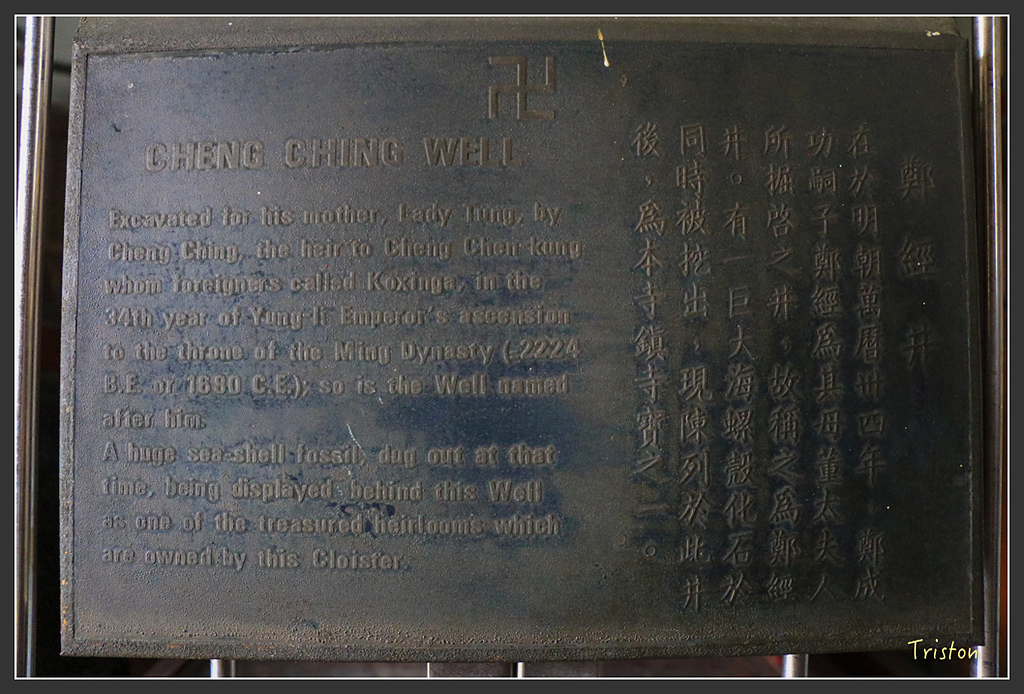 卍
CHENG CHING WELL
Excavated for his mother, Lady Tung, by
Cheng Ching, the heir to Cheng Chen-kung
whom foreigners called Koxinga, in the
34th year of Yung-li Emperor's ascension
to the throne of the Ming Dynasty (-2224
B.E. or 1690 C.E.); so is the Well named
after him.
A huge sea-shell fossil, dug out at that
time, being displayed behind this Well
as one of the treasured heirlooms which
are owned by this Cloister.
鄭經井
在於明朝萬曆卅四年,鄭成
功嗣子鄭經為具母董太夫人
所掘啓之井,故稱之為鄭經
井。有一巨大海螺殼化石於
同時被挖出,現陳列於此井
後,為本寺鎮寺寶之二。
Triston